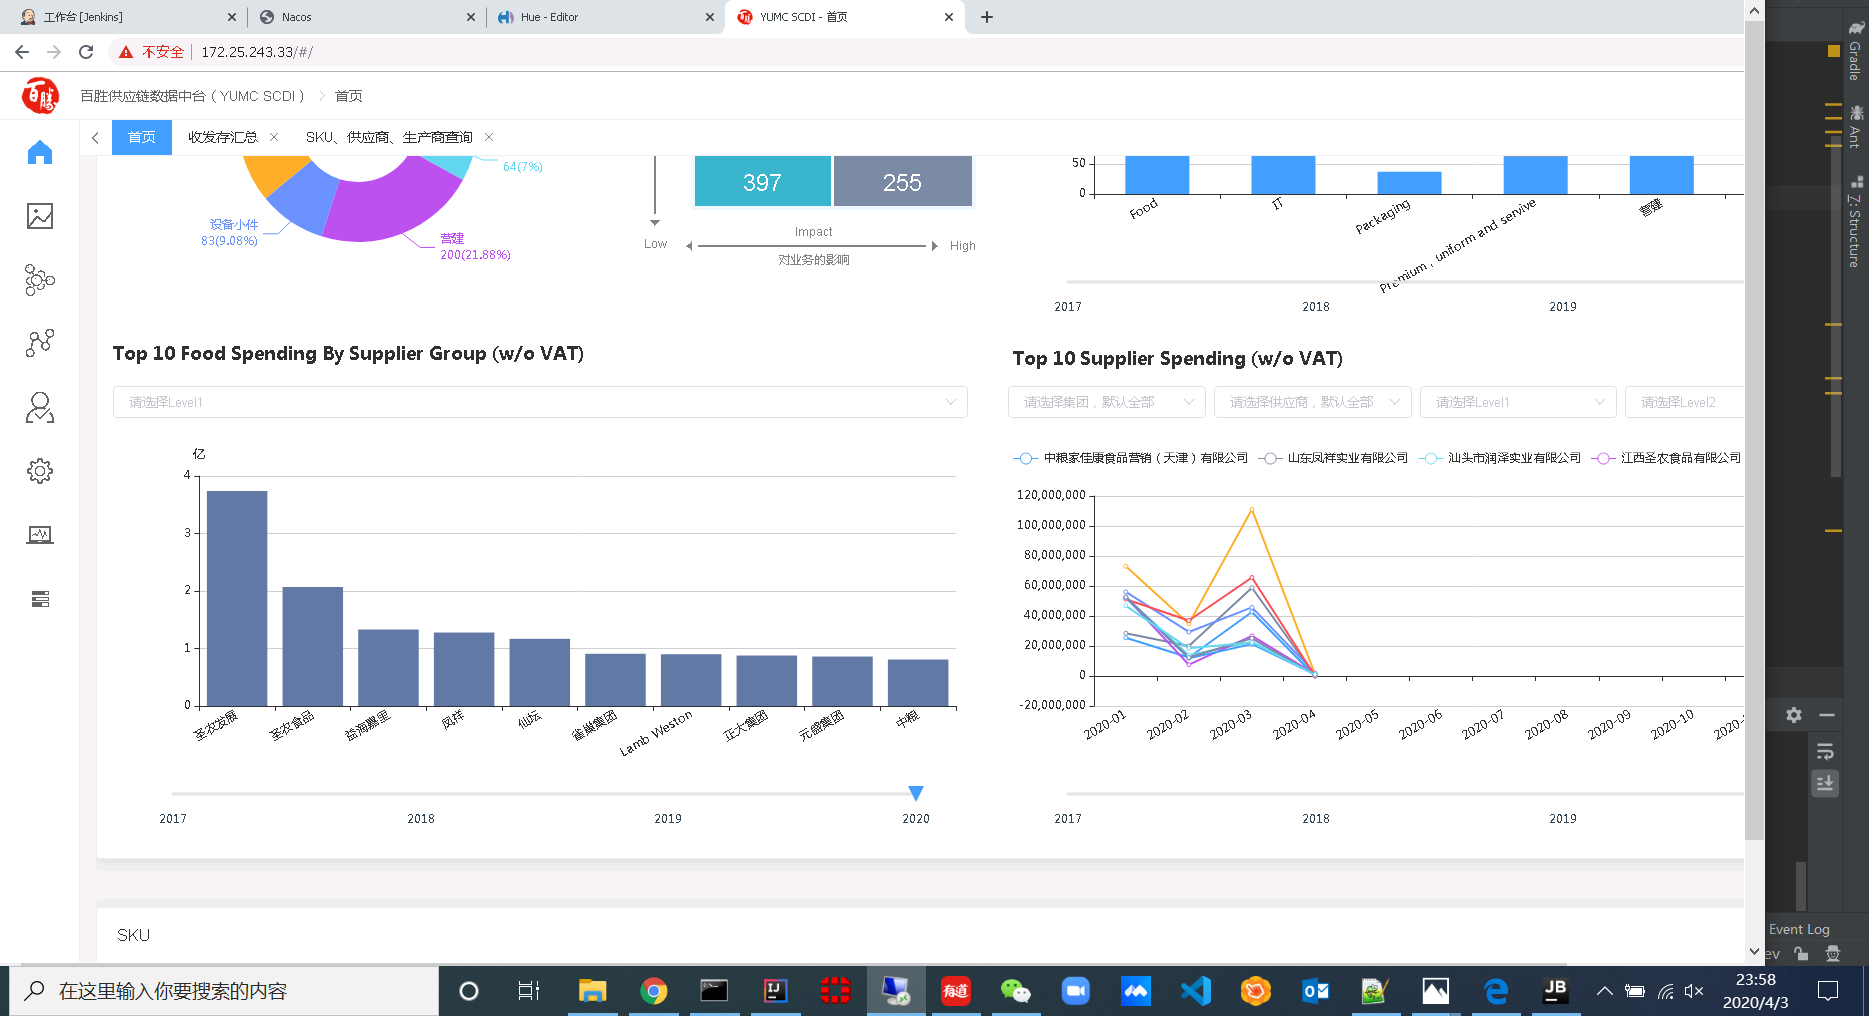 工作台 [Jenkins]
Nacos
Hue - Editor
YUMC SCDI - 首页
不安全
172.25.243.33/#/
百胜
百胜供应链数据中台（YUMC SCDI）
首页
首页
收发存汇总
SKU、供应商、生产商查询
64(7%)
设备小件
83(9.08%)
营建
200(21.88%)
397
255
Low
Impact
High
对业务的影响
50
0
Food
IT
Packaging
Premium , uniform and servive
营建
2017
2018
2019
Top 10 Food Spending By Supplier Group (w/o VAT)
请选择Level1
亿
4
3
2
1
0
圣农发展
圣农食品
益海嘉里
凤祥
仙坛
雀巢集团
Lamb Weston
正大集团
元盛集团
中粮
2017
2018
2019
2020
Top 10 Supplier Spending (w/o VAT)
请选择集团，默认全部
请选择供应商，默认全部
请选择Level1
请选择Level2
中粮家佳康食品营销（天津）有限公司
山东凤祥实业有限公司
汕头市润泽实业有限公司
江西圣农食品有限公司
120,000,000
100,000,000
80,000,000
60,000,000
40,000,000
20,000,000
0
-20,000,000
2020-01
2020-02
2020-03
2020-04
2020-05
2020-06
2020-07
2020-08
2020-09
2020-10
2020-
2017
2018
2019
SKU
Gradle
Ant
7: Structure
Event Log
ev
在这里输入你要搜索的内容
IJ
有道
JB
23:58
2020/4/3